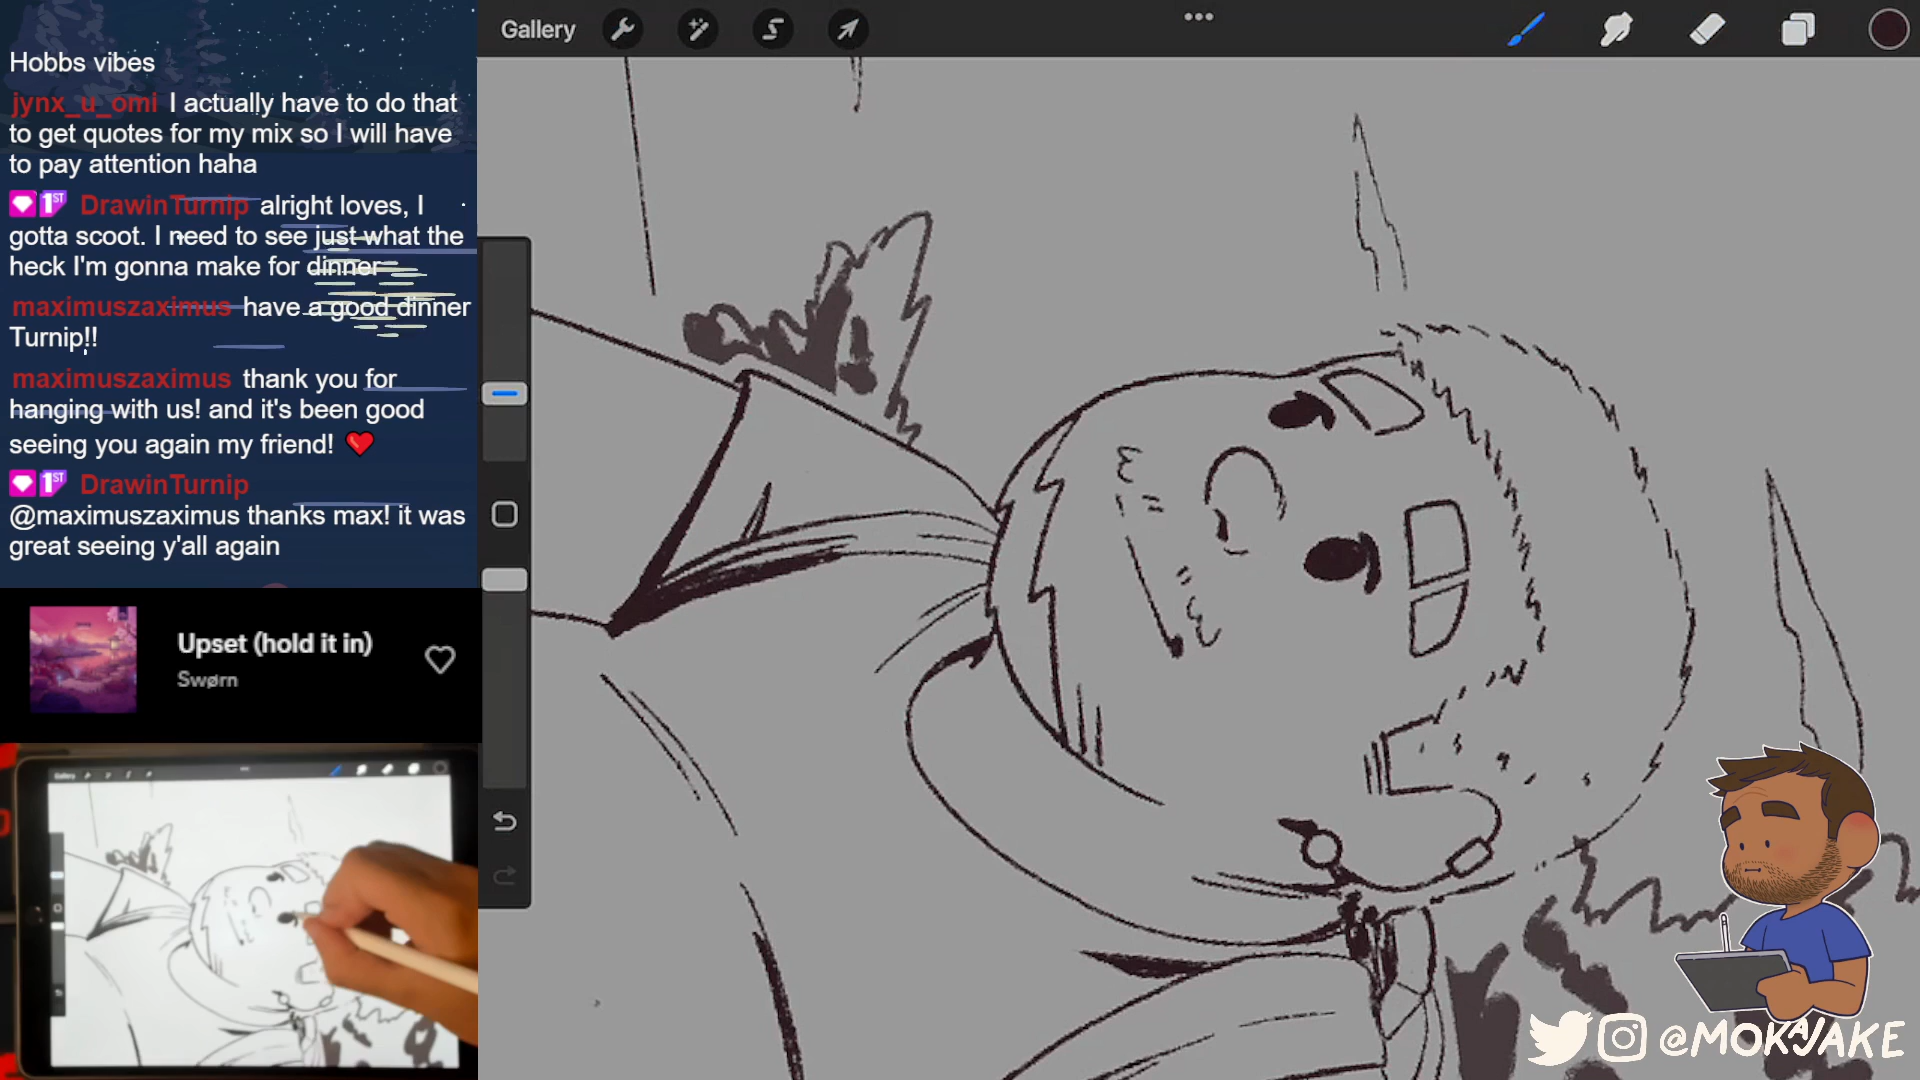 Gallery
Hobbs vibes
jynx_u_omi I actually have to do that
to get quotes for my mix so I will have
to pay attention haha
1ST DrawinTurnip alright loves, I
gotta scoot. I need to see just what the
heck I'm gonna make for dinner
maximuszaximus have a good dinner
Turnip!!
maximuszaximus thank you for
hanging with us! and it's been good
seeing you again my friend! ❤️
1ST DrawinTurnip
@maximuszaximus thanks max! it was
great seeing y'all again
Upset (hold it in)
Swørn
Gallery
@MOKAJAKE